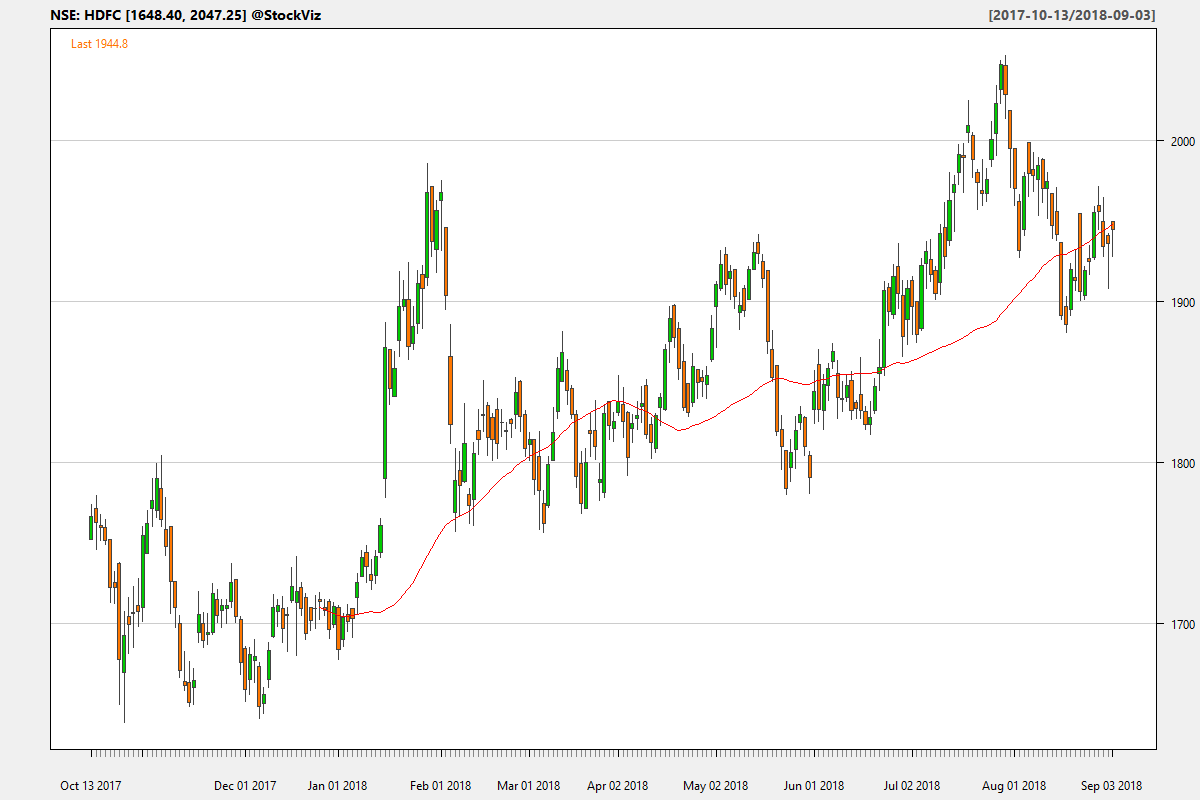 NSE: HDFC [1648.40, 2047.25] @StockViz
[2017-10-13/2018-09-03]
Last 1944.8
2000
1900
1800
1700
Oct 13 2017 Dec 01 2017 Jan 01 2018 Feb 01 2018 Mar 01 2018 Apr 02 2018 May 02 2018 Jun 01 2018 Jul 02 2018 Aug 01 2018 Sep 03 2018